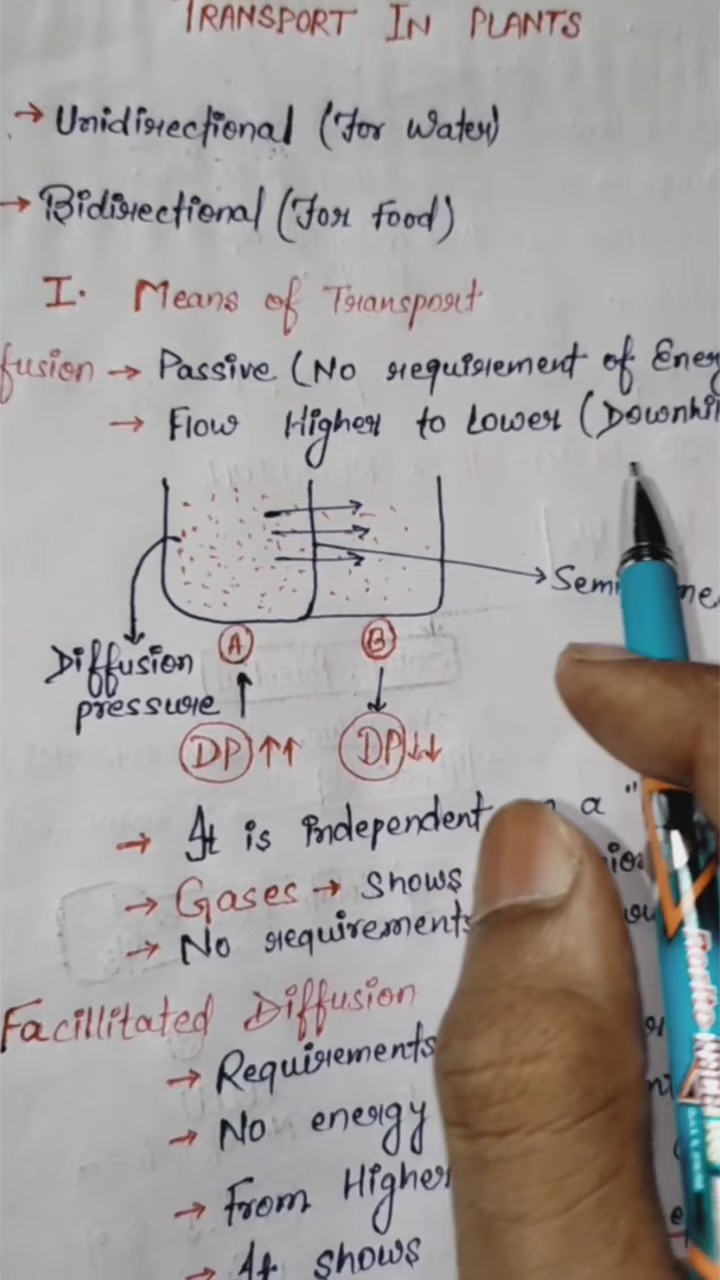 TRANSPORT IN PLANTS
→ Unidirectional (For water)
→ Bidirectional (For food)
I. Means of Transport
fusion → Passive (No requirement of Ener
→ Flow Higher to Lower (Downhil
→ Semi
A B
Diffusion
pressure
DP ↑↑ DP ↓↓
→ It is independent a "
→ Gases → shows
→ No requirements
Facillitated Diffusion
→ Requirements
→ No energy
→ From Higher
→ It shows